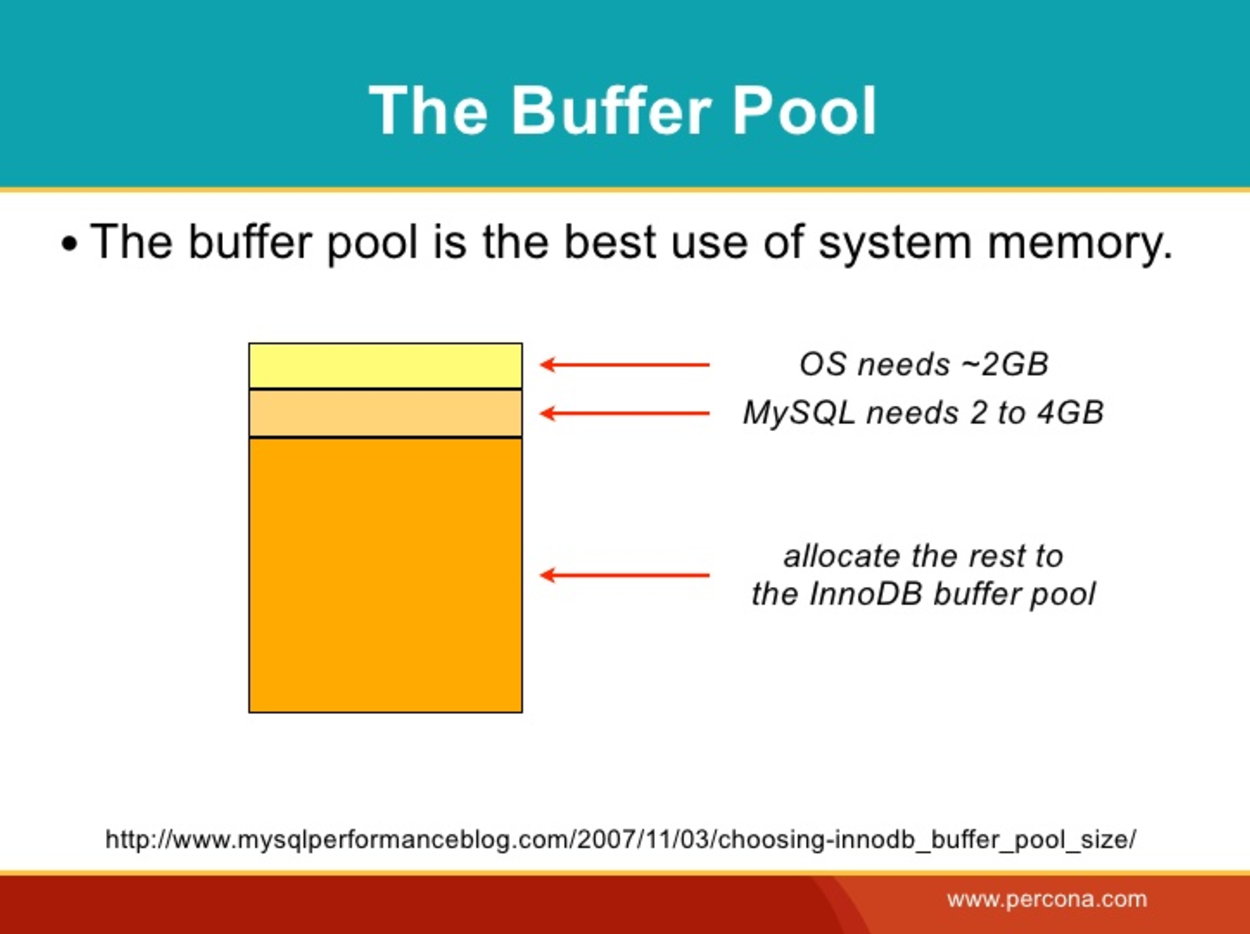 The Buffer Pool
• The buffer pool is the best use of system memory.
OS needs ~2GB
MySQL needs 2 to 4GB
allocate the rest to
the InnoDB buffer pool
http://www.mysqlperformanceblog.com/2007/11/03/choosing-innodb_buffer_pool_size/
www.percona.com